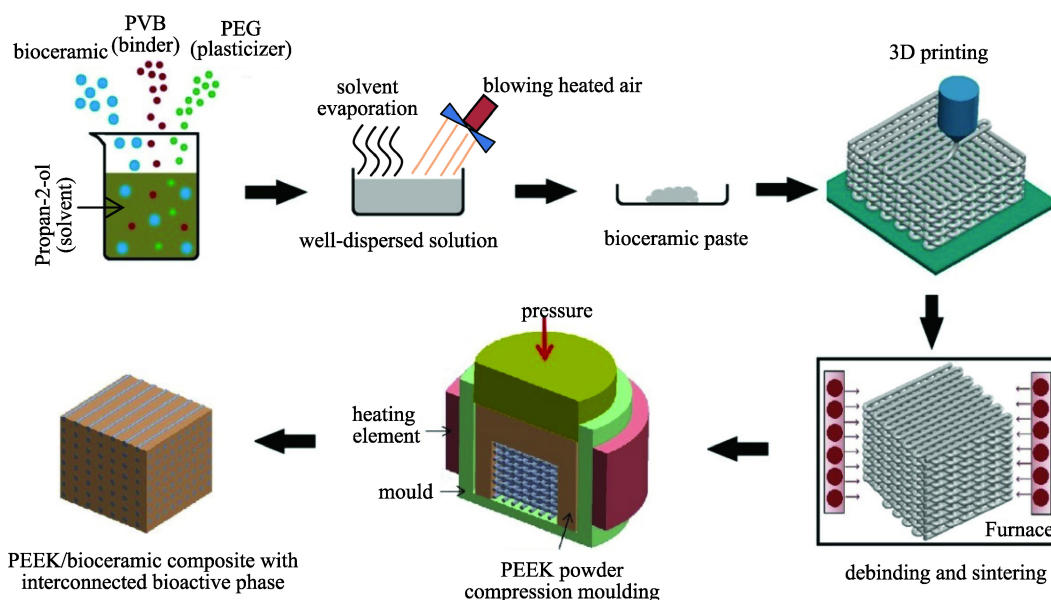 bioceramic
PVB
(binder)
PEG
(plasticizer)
Propan-2-ol
(solvent)
solvent
evaporation
blowing heated air
well-dispersed solution
bioceramic paste
3D printing
Furnace
debinding and sintering
pressure
heating
element
mould
PEEK powder
compression moulding
PEEK/bioceramic composite with
interconnected bioactive phase